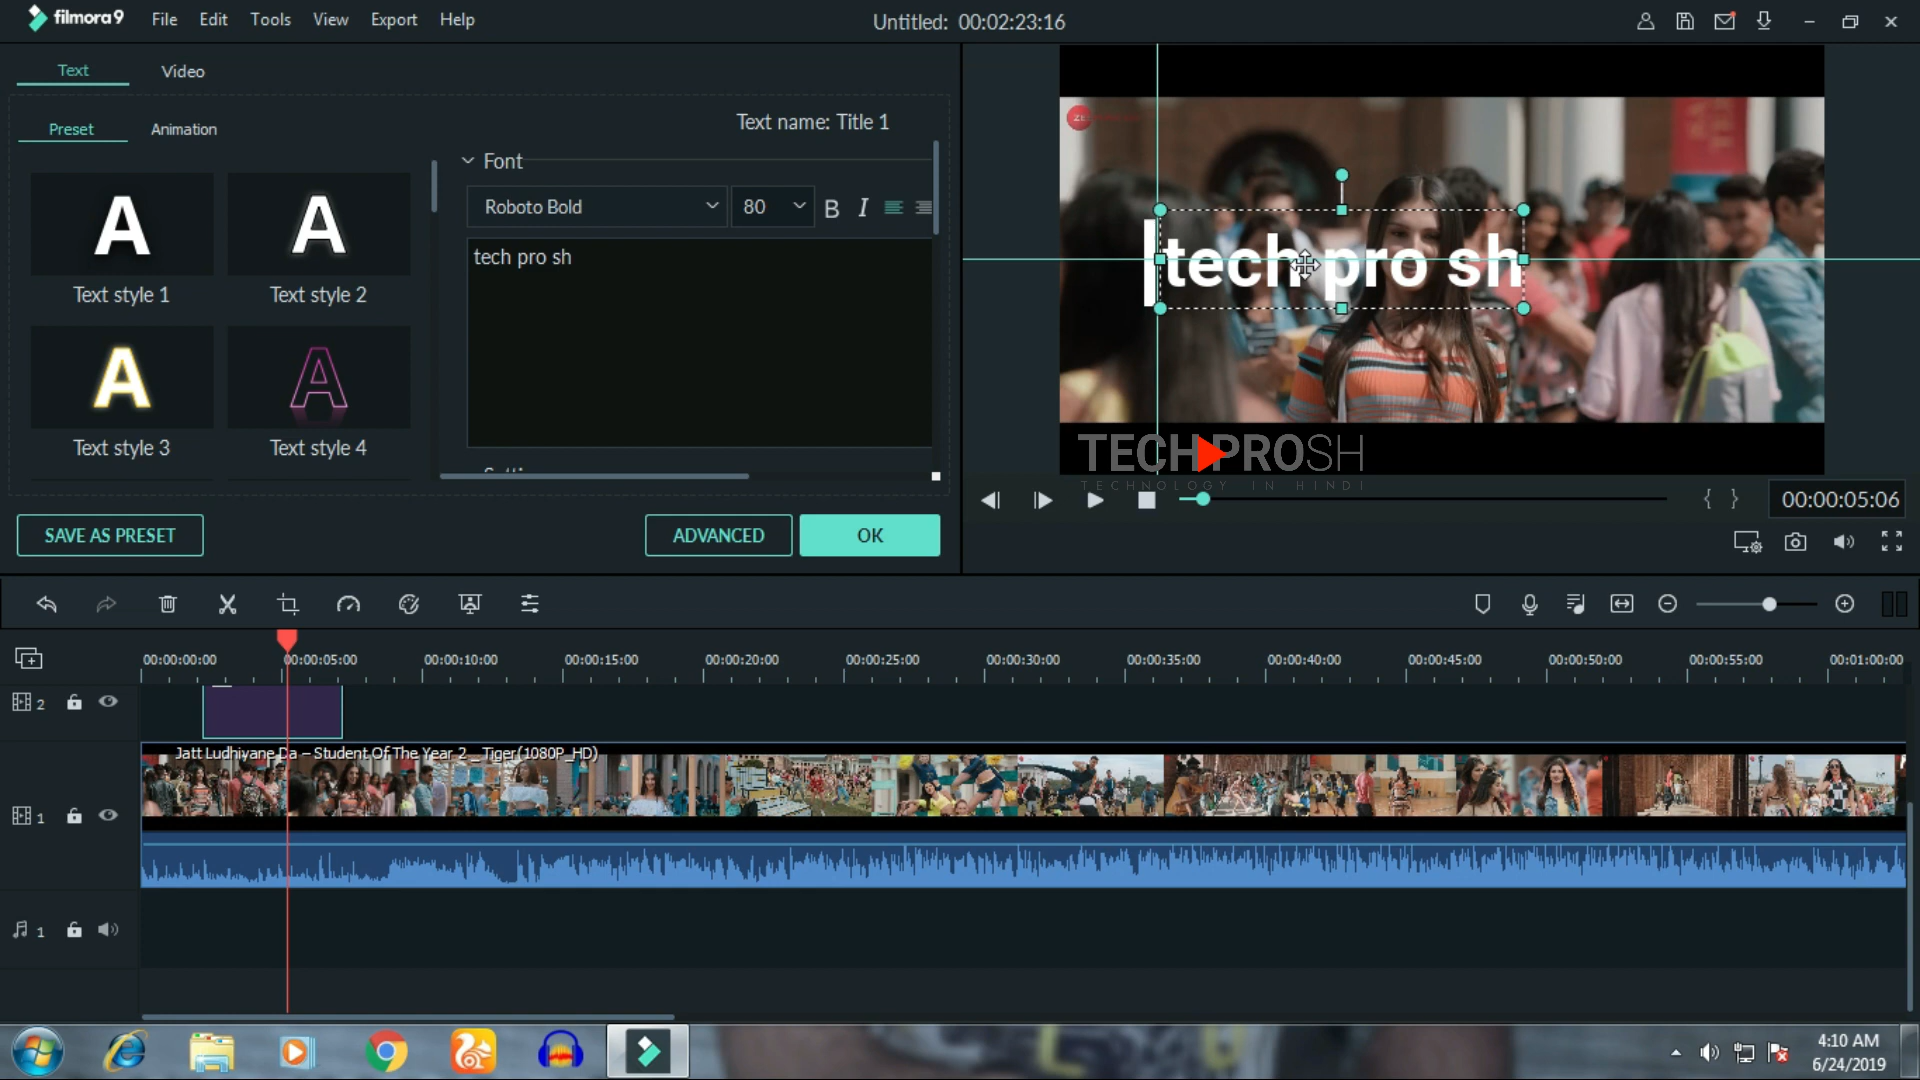 filmora9 File Edit Tools View Export Help Untitled: 00:02:23:16
Text Video
Preset Animation Text name: Title 1
Font
Roboto Bold 80 B I
tech pro sh
A A
Text style 1 Text style 2
A A
Text style 3 Text style 4
SAVE AS PRESET ADVANCED OK
tech pro sh
TECH PROSH
TECHNOLOGY IN HINDI
{ } 00:00:05:06
00:00:00:00 00:00:05:00 00:00:10:00 00:00:15:00 00:00:20:00 00:00:25:00 00:00:30:00 00:00:35:00 00:00:40:00 00:00:45:00 00:00:50:00 00:00:55:00 00:01:00:00
2
Jatt Ludhiyane Da – Student Of The Year 2 _ Tiger(1080P_HD)
1
1
4:10 AM
6/24/2019